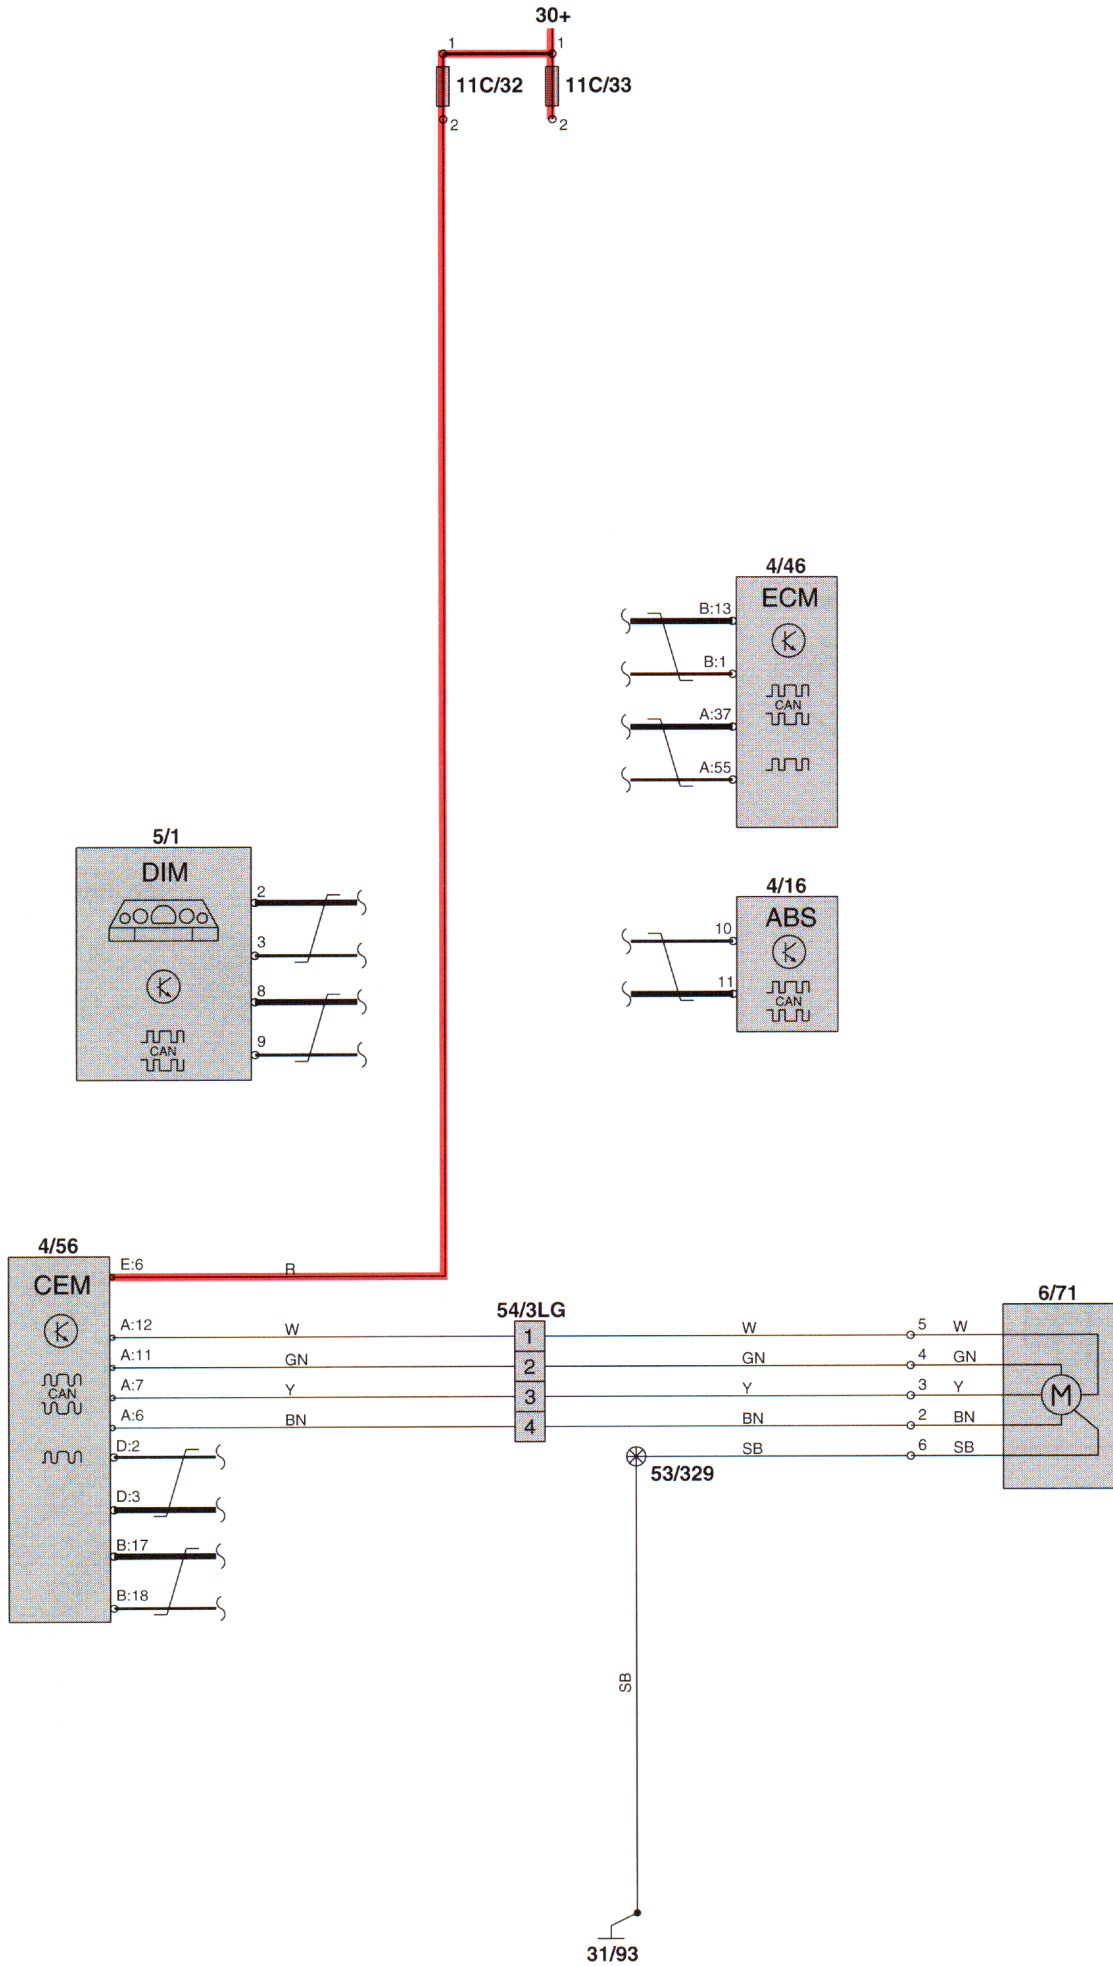 30+
1
1
11C/32
11C/33
2
2
4/46
ECM
B:13
B:1
CAN
A:37
A:55
5/1
DIM
2
3
8
9
CAN
4/16
ABS
10
11
CAN
4/56
CEM
E:6
R
54/3LG
6/71
A:12
W
1
W
5
W
A:11
GN
2
GN
4
GN
CAN
A:7
Y
3
Y
3
Y
M
A:6
BN
4
BN
2
BN
D:2
SB
6
SB
53/329
D:3
B:17
B:18
SB
31/93